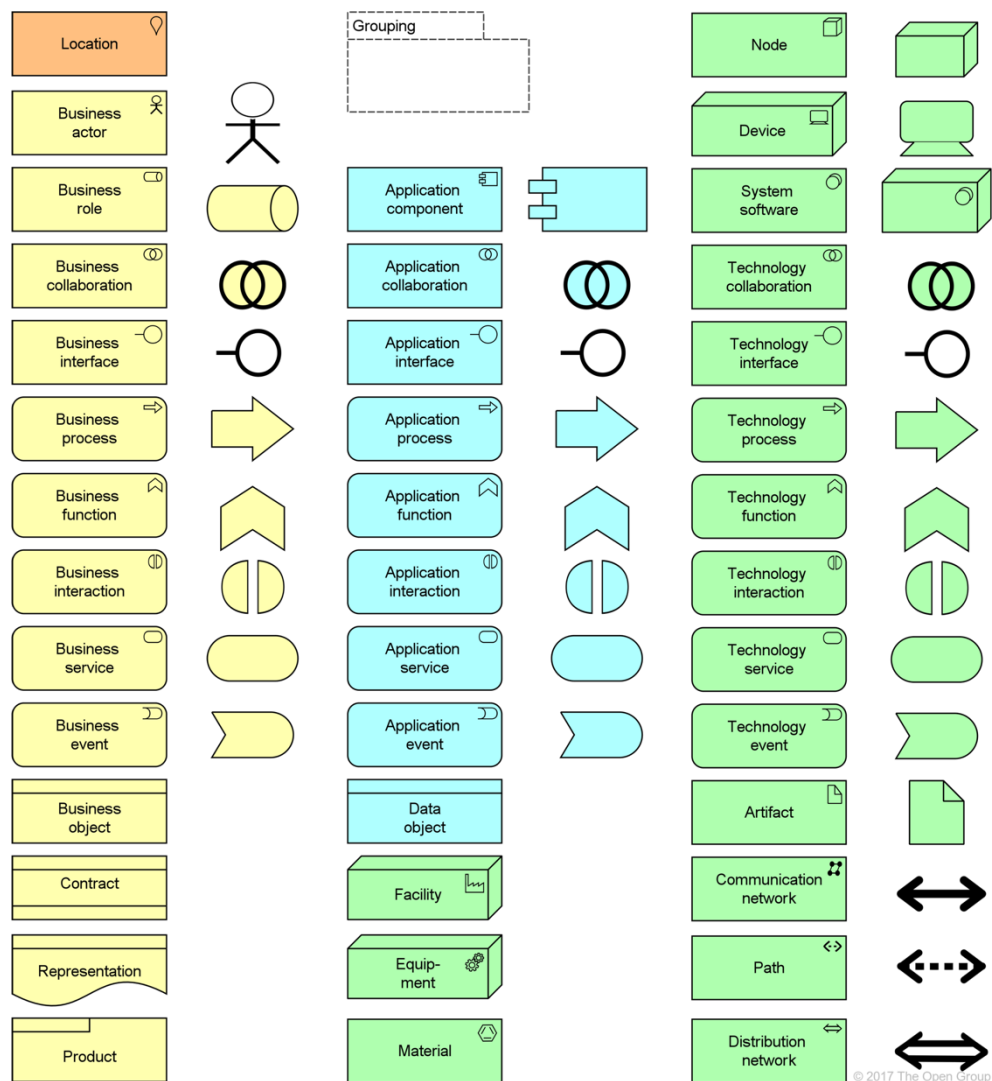 Location
Grouping
Node
Business
actor
Device
Business
role
Application
component
System
software
Business
collaboration
Application
collaboration
Technology
collaboration
Business
interface
Application
interface
Technology
interface
Business
process
Application
process
Technology
process
Business
function
Application
function
Technology
function
Business
interaction
Application
interaction
Technology
interaction
Business
service
Application
service
Technology
service
Business
event
Application
event
Technology
event
Business
object
Data
object
Artifact
Contract
Facility
Communication
network
Representation
Equip-
ment
Path
Product
Material
Distribution
network
© 2017 The Open Group